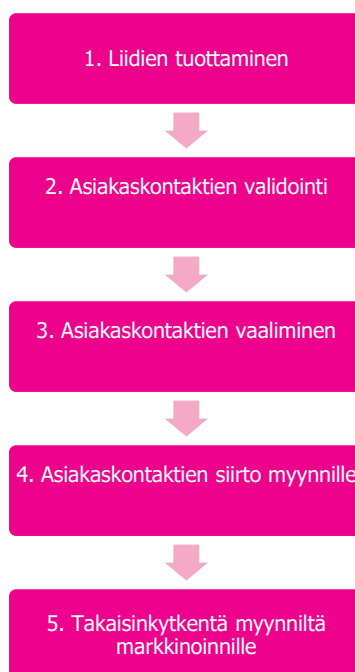 1. Liidien tuottaminen
2. Asiakaskontaktien validointi
3. Asiakaskontaktien vaaliminen
4. Asiakaskontaktien siirto myynnille
5. Takaisinkytkentä myynniltä
markkinoinnille